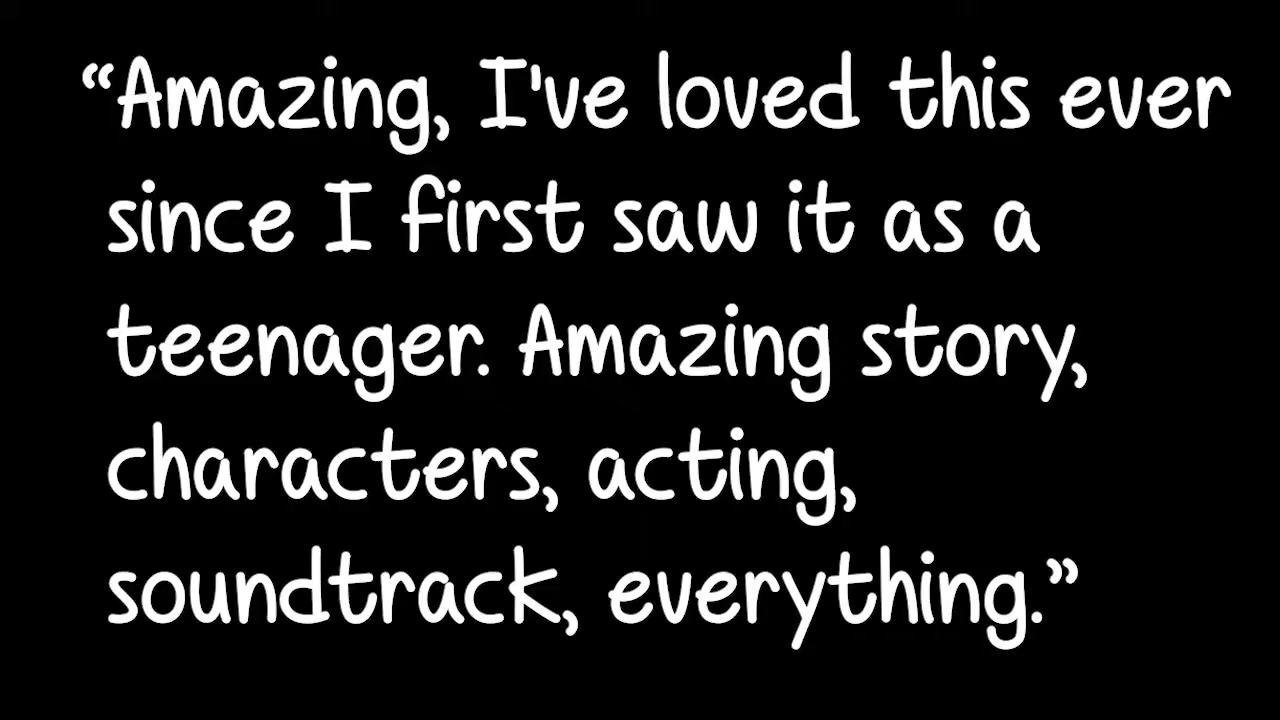 “Amazing, I've loved this ever
since I first saw it as a
teenager. Amazing story,
characters, acting,
soundtrack, everything.”